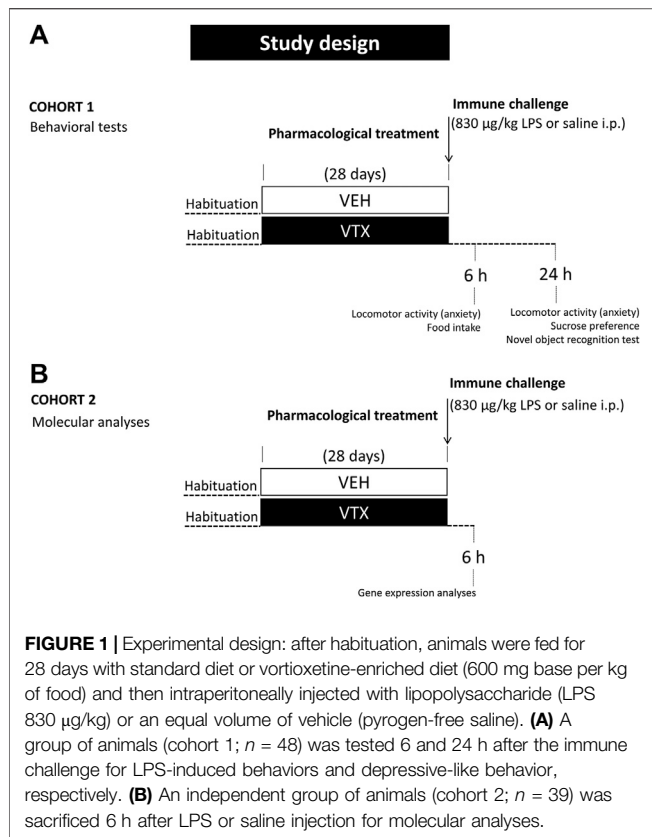 A
Study design
COHORT 1
Behavioral tests
Immune challenge
(830 µg/kg LPS or saline i.p.)
Pharmacological treatment
(28 days)
Habituation
VEH
Habituation
VTX
6 h
24 h
Locomotor activity (anxiety)
Food intake
Locomotor activity (anxiety)
Sucrose preference
Novel object recognition test
B
COHORT 2
Molecular analyses
Immune challenge
(830 µg/kg LPS or saline i.p.)
Pharmacological treatment
(28 days)
Habituation
VEH
Habituation
VTX
6 h
Gene expression analyses
FIGURE 1 | Experimental design: after habituation, animals were fed for
28 days with standard diet or vortioxetine-enriched diet (600 mg base per kg
of food) and then intraperitoneally injected with lipopolysaccharide (LPS
830 µg/kg) or an equal volume of vehicle (pyrogen-free saline). (A) A
group of animals (cohort 1; n = 48) was tested 6 and 24 h after the immune
challenge for LPS-induced behaviors and depressive-like behavior,
respectively. (B) An independent group of animals (cohort 2; n = 39) was
sacrificed 6 h after LPS or saline injection for molecular analyses.